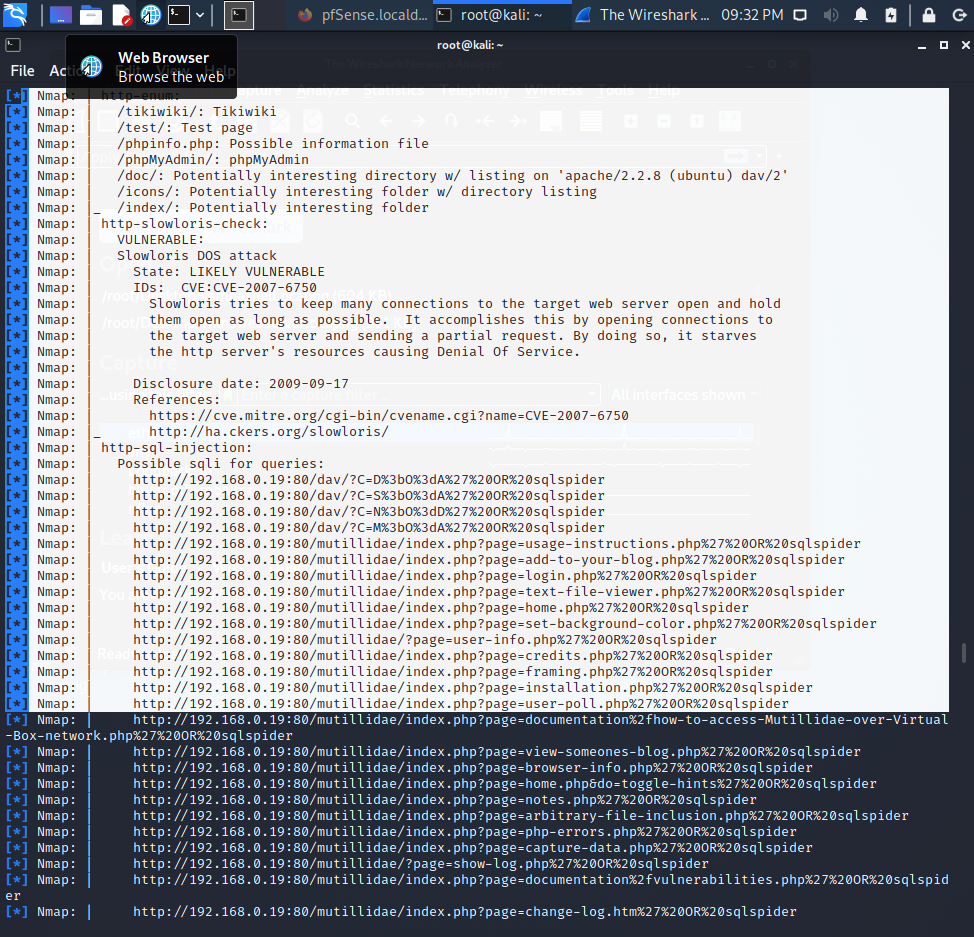 pfSense.locald...
root@kali: ~
The Wireshark ...
09:32 PM
root@kali: ~
Web Browser
Browse the web
File
[*] Nmap: | http-enum:
[*] Nmap: |   /tikiwiki/: Tikiwiki
[*] Nmap: |   /test/: Test page
[*] Nmap: |   /phpinfo.php: Possible information file
[*] Nmap: |   /phpMyAdmin/: phpMyAdmin
[*] Nmap: |   /doc/: Potentially interesting directory w/ listing on 'apache/2.2.8 (ubuntu) dav/2'
[*] Nmap: |   /icons/: Potentially interesting folder w/ directory listing
[*] Nmap: |_  /index/: Potentially interesting folder
[*] Nmap: | http-slowloris-check:
[*] Nmap: |   VULNERABLE:
[*] Nmap: |   Slowloris DOS attack
[*] Nmap: |     State: LIKELY VULNERABLE
[*] Nmap: |     IDs:  CVE:CVE-2007-6750
[*] Nmap: |       Slowloris tries to keep many connections to the target web server open and hold
[*] Nmap: |       them open as long as possible.  It accomplishes this by opening connections to
[*] Nmap: |       the target web server and sending a partial request. By doing so, it starves
[*] Nmap: |       the http server's resources causing Denial Of Service.
[*] Nmap: |
[*] Nmap: |     Disclosure date: 2009-09-17
[*] Nmap: |     References:
[*] Nmap: |       https://cve.mitre.org/cgi-bin/cvename.cgi?name=CVE-2007-6750
[*] Nmap: |_      http://ha.ckers.org/slowloris/
[*] Nmap: | http-sql-injection:
[*] Nmap: |   Possible sqli for queries:
[*] Nmap: |     http://192.168.0.19:80/dav/?C=D%3bO%3dA%27%20OR%20sqlspider
[*] Nmap: |     http://192.168.0.19:80/dav/?C=S%3bO%3dA%27%20OR%20sqlspider
[*] Nmap: |     http://192.168.0.19:80/dav/?C=N%3bO%3dD%27%20OR%20sqlspider
[*] Nmap: |     http://192.168.0.19:80/dav/?C=M%3bO%3dA%27%20OR%20sqlspider
[*] Nmap: |     http://192.168.0.19:80/mutillidae/index.php?page=usage-instructions.php%27%20OR%20sqlspider
[*] Nmap: |     http://192.168.0.19:80/mutillidae/index.php?page=add-to-your-blog.php%27%20OR%20sqlspider
[*] Nmap: |     http://192.168.0.19:80/mutillidae/index.php?page=login.php%27%20OR%20sqlspider
[*] Nmap: |     http://192.168.0.19:80/mutillidae/index.php?page=text-file-viewer.php%27%20OR%20sqlspider
[*] Nmap: |     http://192.168.0.19:80/mutillidae/index.php?page=home.php%27%20OR%20sqlspider
[*] Nmap: |     http://192.168.0.19:80/mutillidae/index.php?page=set-background-color.php%27%20OR%20sqlspider
[*] Nmap: |     http://192.168.0.19:80/mutillidae/?page=user-info.php%27%20OR%20sqlspider
[*] Nmap: |     http://192.168.0.19:80/mutillidae/index.php?page=credits.php%27%20OR%20sqlspider
[*] Nmap: |     http://192.168.0.19:80/mutillidae/index.php?page=framing.php%27%20OR%20sqlspider
[*] Nmap: |     http://192.168.0.19:80/mutillidae/index.php?page=installation.php%27%20OR%20sqlspider
[*] Nmap: |     http://192.168.0.19:80/mutillidae/index.php?page=user-poll.php%27%20OR%20sqlspider
[*] Nmap: |     http://192.168.0.19:80/mutillidae/index.php?page=documentation%2fhow-to-access-Mutillidae-over-Virtual
-Box-network.php%27%20OR%20sqlspider
[*] Nmap: |     http://192.168.0.19:80/mutillidae/index.php?page=view-someones-blog.php%27%20OR%20sqlspider
[*] Nmap: |     http://192.168.0.19:80/mutillidae/index.php?page=browser-info.php%27%20OR%20sqlspider
[*] Nmap: |     http://192.168.0.19:80/mutillidae/index.php?page=home.php&do=toggle-hints%27%20OR%20sqlspider
[*] Nmap: |     http://192.168.0.19:80/mutillidae/index.php?page=notes.php%27%20OR%20sqlspider
[*] Nmap: |     http://192.168.0.19:80/mutillidae/index.php?page=arbitrary-file-inclusion.php%27%20OR%20sqlspider
[*] Nmap: |     http://192.168.0.19:80/mutillidae/index.php?page=php-errors.php%27%20OR%20sqlspider
[*] Nmap: |     http://192.168.0.19:80/mutillidae/index.php?page=capture-data.php%27%20OR%20sqlspider
[*] Nmap: |     http://192.168.0.19:80/mutillidae/?page=show-log.php%27%20OR%20sqlspider
[*] Nmap: |     http://192.168.0.19:80/mutillidae/index.php?page=documentation%2fvulnerabilities.php%27%20OR%20sqlspid
er
[*] Nmap: |     http://192.168.0.19:80/mutillidae/index.php?page=change-log.htm%27%20OR%20sqlspider